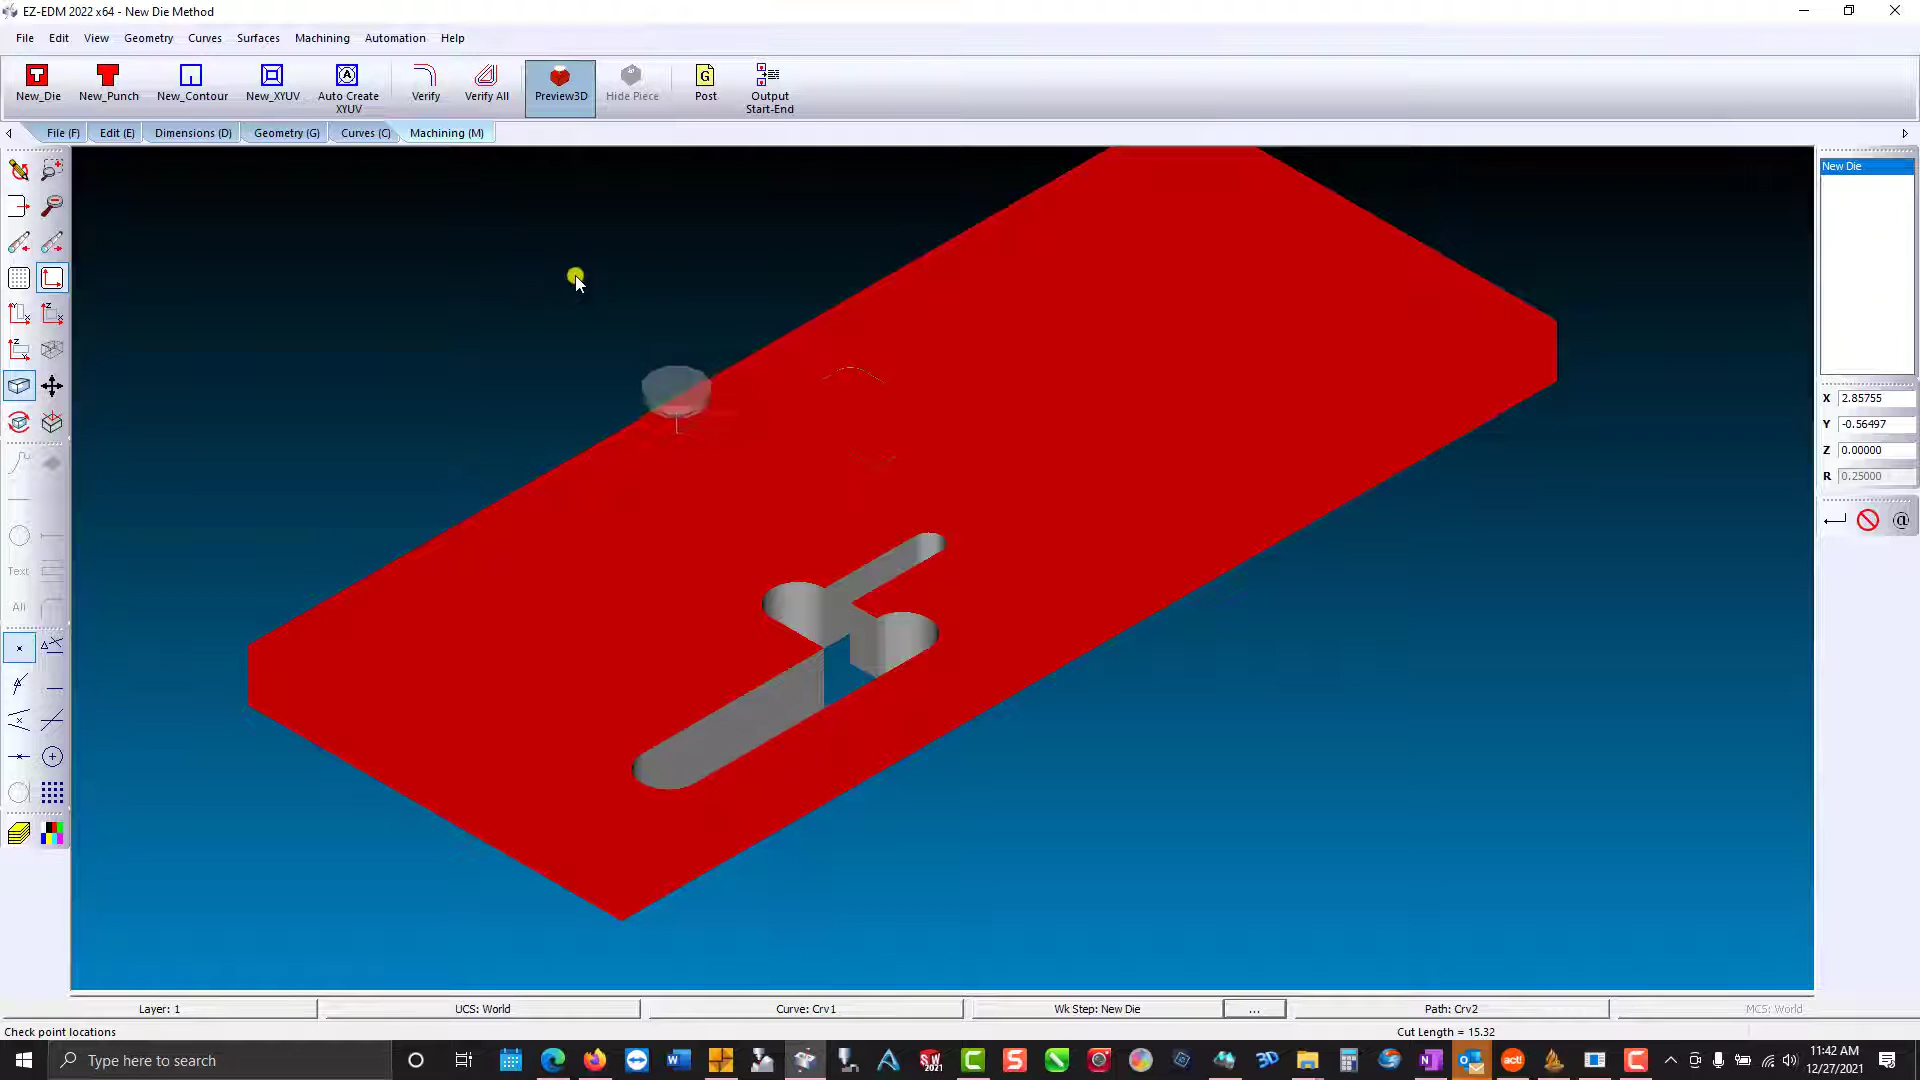 EZ-EDM 2022 x64 - New Die Method
File Edit View Geometry Curves Surfaces Machining Automation Help
New_Die New_Punch New_Contour New_XYUV Auto Create XYUV Verify Verify All Preview3D Hide Piece Post Output Start-End
File (F) Edit (E) Dimensions (D) Geometry (G) Curves (C) Machining (M)
New Die
X 2.85755
Y -0.56497
Z 0.00000
R 0.25000
@
Text
All
Layer: 1 UCS: World Curve: Crv1 Wk Step: New Die ... Path: Crv2 MCS: World
Check point locations Cut Length = 15.32
Type here to search
11:42 AM
12/27/2021